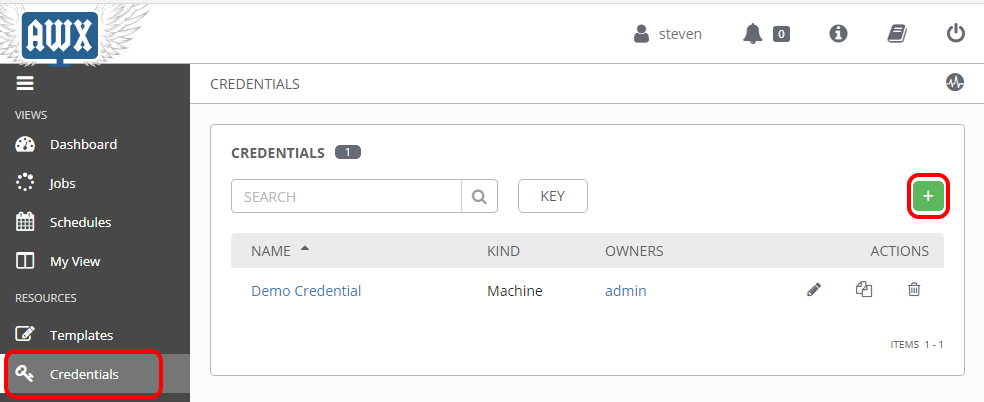 AWX
steven
0
CREDENTIALS
VIEWS
Dashboard
Jobs
Schedules
My View
RESOURCES
Templates
Credentials
CREDENTIALS 1
SEARCH KEY +
NAME KIND OWNERS ACTIONS
Demo Credential Machine admin
ITEMS 1 - 1